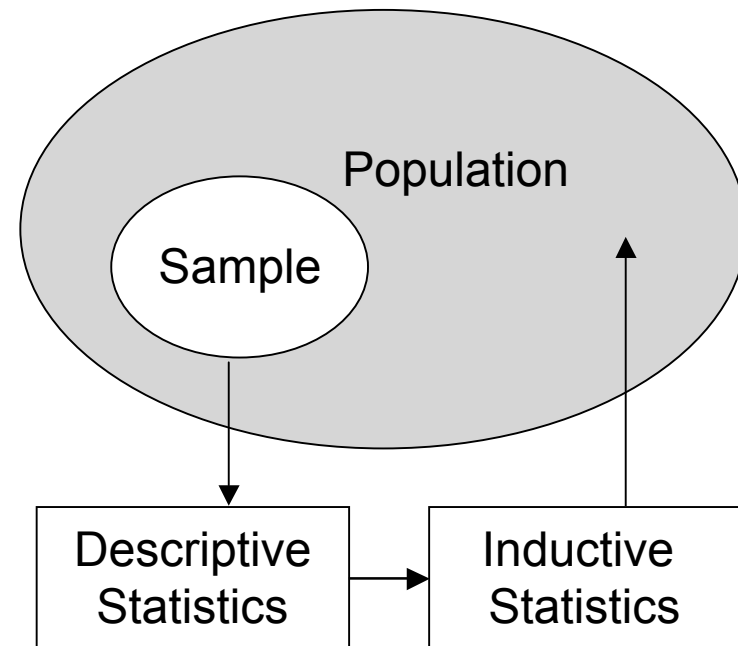 Population
Sample
Descriptive
Statistics
Inductive
Statistics